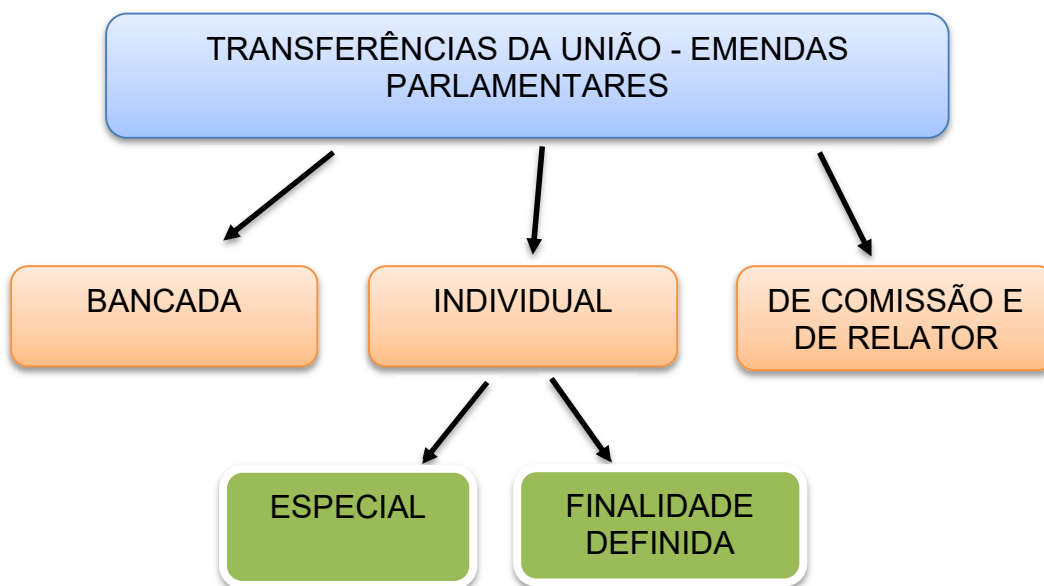 TRANSFERÊNCIAS DA UNIÃO - EMENDAS
PARLAMENTARES
BANCADA
INDIVIDUAL
DE COMISSÃO E
DE RELATOR
ESPECIAL
FINALIDADE
DEFINIDA